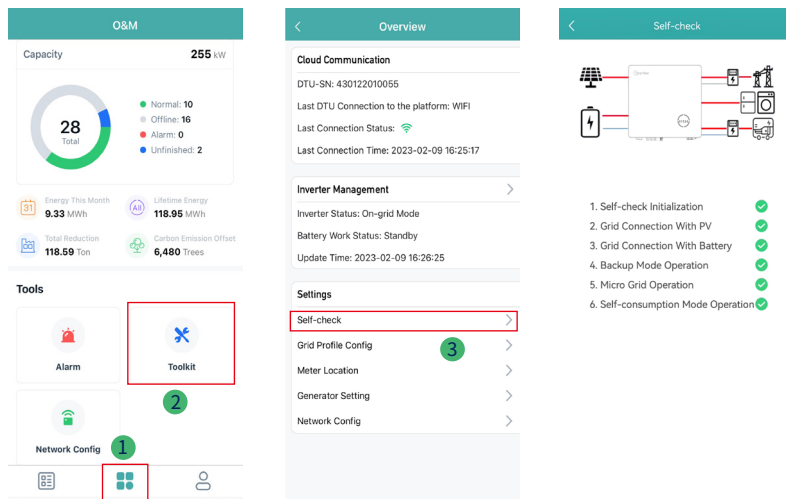 O&M
Capacity
255 kW
28
Total
Normal: 10
Offline: 16
Alarm: 0
Unfinished: 2
31
Energy This Month
9.33 MWh
All
Lifetime Energy
118.95 MWh
Total Reduction
118.59 Ton
Carbon Emission Offset
6,480 Trees
Tools
Alarm
Toolkit
2
Network Config
1
Overview
Cloud Communication
DTU-SN: 430122010055
Last DTU Connection to the platform: WIFI
Last Connection Status:
Last Connection Time: 2023-02-09 16:25:17
Inverter Management
Inverter Status: On-grid Mode
Battery Work Status: Standby
Update Time: 2023-02-09 16:26:25
Settings
Self-check
Grid Profile Config
3
Meter Location
Generator Setting
Network Config
Self-check
1. Self-check Initialization
2. Grid Connection With PV
3. Grid Connection With Battery
4. Backup Mode Operation
5. Micro Grid Operation
6. Self-consumption Mode Operation